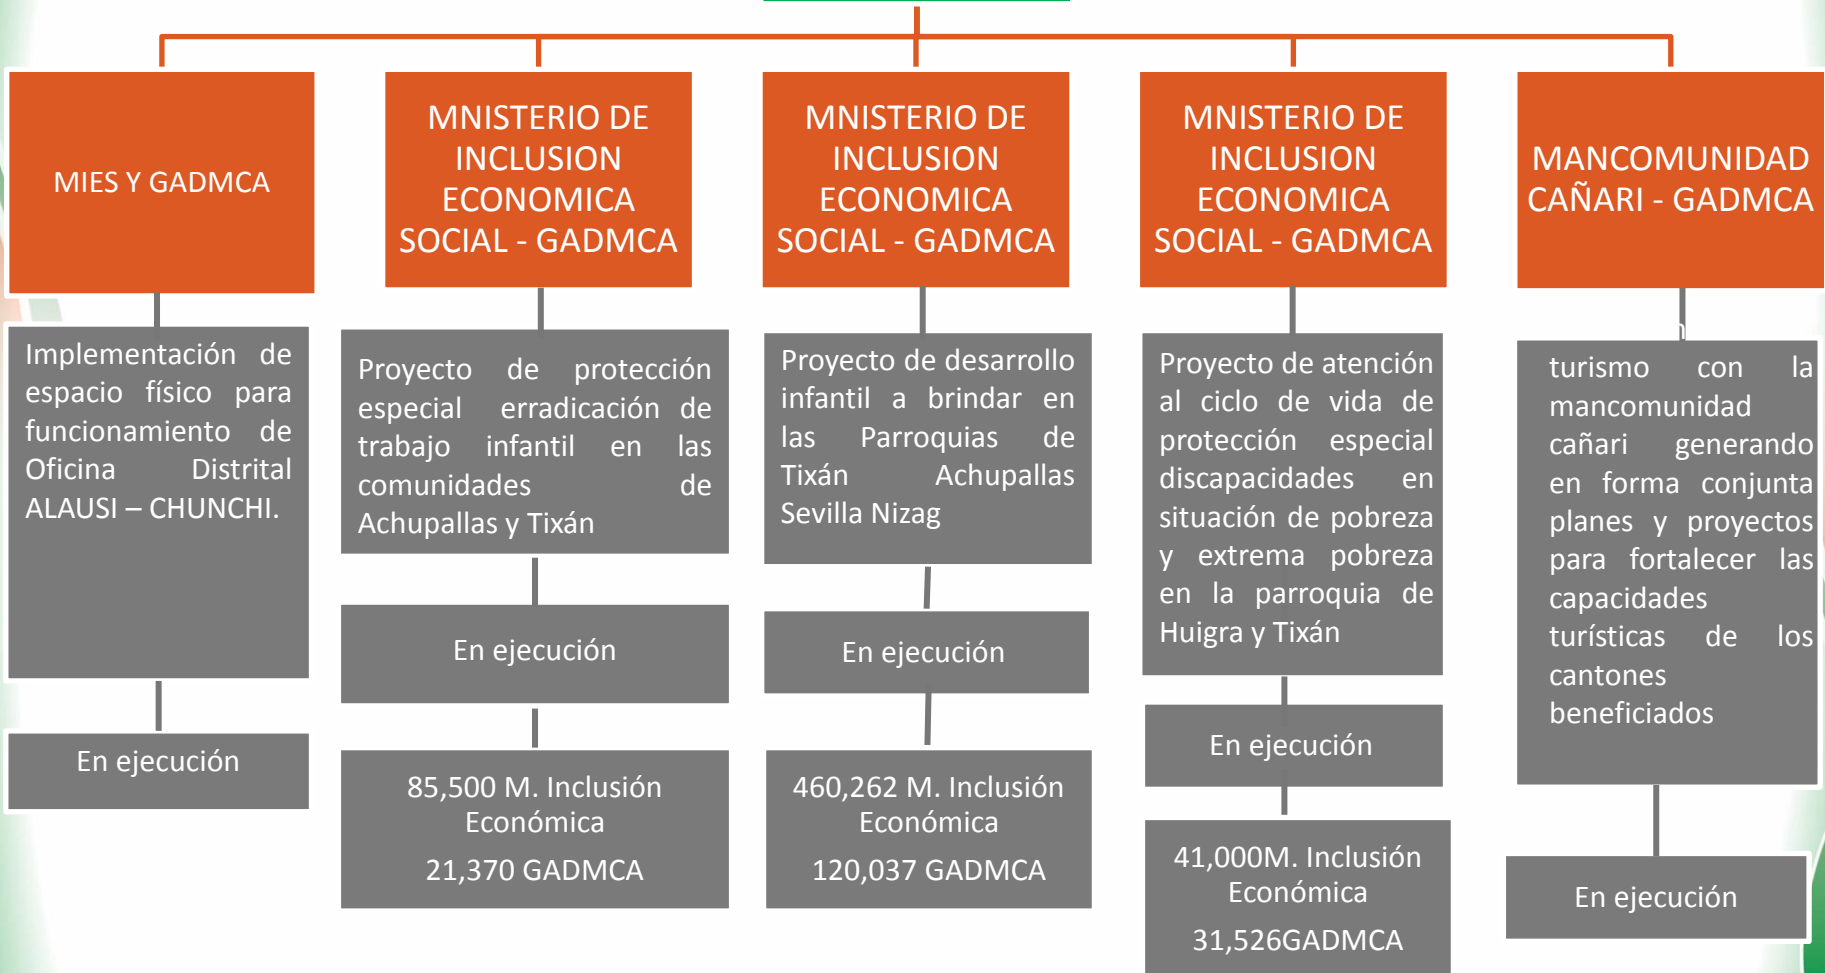 MIES Y GADMCA
Implementación de
espacio físico para
funcionamiento de
Oficina Distrital
ALAUSI – CHUNCHI.
En ejecución
MNISTERIO DE
INCLUSION
ECONOMICA
SOCIAL - GADMCA
Proyecto de protección
especial erradicación de
trabajo infantil en las
comunidades de
Achupallas y Tixán
En ejecución
85,500 M. Inclusión
Económica
21,370 GADMCA
MNISTERIO DE
INCLUSION
ECONOMICA
SOCIAL - GADMCA
Proyecto de desarrollo
infantil a brindar en
las Parroquias de
Tixán Achupallas
Sevilla Nizag
En ejecución
460,262 M. Inclusión
Económica
120,037 GADMCA
MNISTERIO DE
INCLUSION
ECONOMICA
SOCIAL - GADMCA
Proyecto de atención
al ciclo de vida de
protección especial
discapacidades en
situación de pobreza
y extrema pobreza
en la parroquia de
Huigra y Tixán
En ejecución
41,000M. Inclusión
Económica
31,526GADMCA
MANCOMUNIDAD
CAÑARI - GADMCA
turismo con la
mancomunidad
cañari generando
en forma conjunta
planes y proyectos
para fortalecer las
capacidades
turísticas de los
cantones
beneficiados
En ejecución